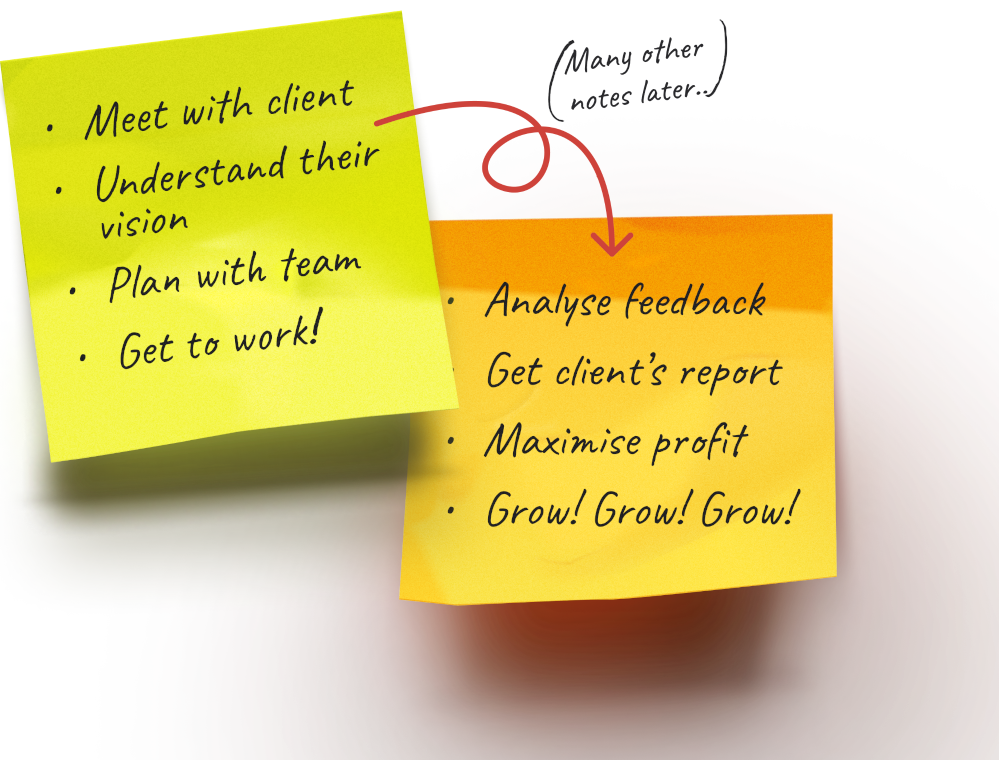 • Meet with client
• Understand their
vision
• Plan with team
• Get to work!
(Many other
notes later..)
• Analyse feedback
• Get client's report
• Maximise profit
• Grow! Grow! Grow!